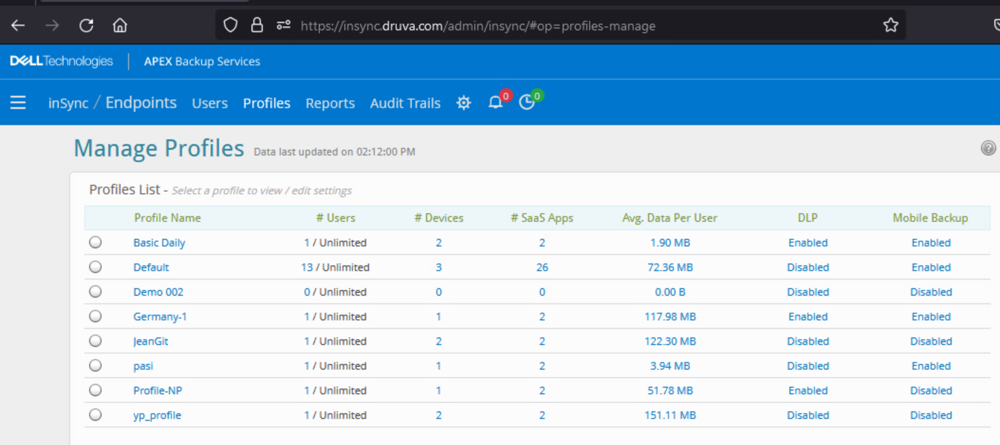 https://insync.druva.com/admin/insync/#op=profiles-manage
DELLTechnologies | APEX Backup Services
inSync / Endpoints Users Profiles Reports Audit Trails 0 0
Manage Profiles Data last updated on 02:12:00 PM ?
Profiles List - Select a profile to view / edit settings
Profile Name # Users # Devices # SaaS Apps Avg. Data Per User DLP Mobile Backup
Basic Daily 1 / Unlimited 2 2 1.90 MB Enabled Enabled
Default 13 / Unlimited 3 26 72.36 MB Disabled Enabled
Demo 002 0 / Unlimited 0 0 0.00 B Disabled Disabled
Germany-1 1 / Unlimited 1 2 117.98 MB Enabled Enabled
JeanGit 1 / Unlimited 2 2 122.30 MB Disabled Disabled
pasi 1 / Unlimited 1 2 3.94 MB Disabled Enabled
Profile-NP 1 / Unlimited 1 2 51.78 MB Enabled Disabled
yp_profile 1 / Unlimited 2 2 151.11 MB Disabled Disabled